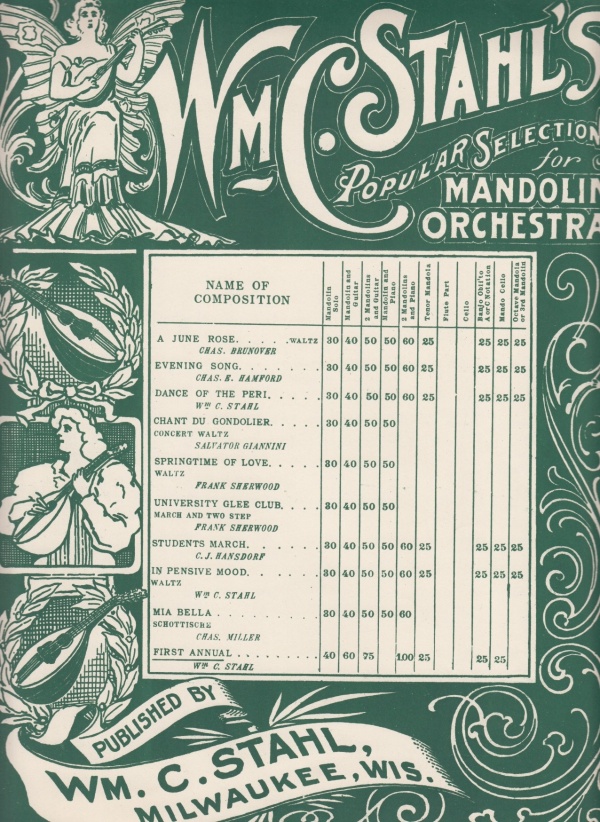 Wm C. STAHL'S
POPULAR SELECTION
for
MANDOLIN
ORCHESTRA
NAME OF
COMPOSITION
Mandolin Solo
Mandolin and Guitar
2 Mandolins and Guitar
Mandolin and Piano
2 Mandolins and Piano
Tenor Mandola
Flute Part
Cello
Banjo Obli'to A or C Notation
Mando Cello
Octave Mandola or 3rd Mandolin
A JUNE ROSE. . . . . .WALTZ 30 40 50 50 60 25 25 25 25
CHAS. BRUNOVER
EVENING SONG. . . . . . . 30 40 50 50 60 25 25 25 25
CHAS. E. HAMFORD
DANCE OF THE PERI. . . . . 30 40 50 50 60 25 25 25 25
Wm C. STAHL
CHANT DU GONDOLIER. . . . . 30 40 50 50
CONCERT WALTZ
SALVATOR GIANNINI
SPRINGTIME OF LOVE. . . . . 30 40 50 50
WALTZ
FRANK SHERWOOD
UNIVERSITY GLEE CLUB. . . . 30 40 50 50
MARCH AND TWO STEP
FRANK SHERWOOD
STUDENTS MARCH. . . . . . 30 40 50 50 60 25 25 25 25
C. J. HANSDORF
IN PENSIVE MOOD. . . . . . 30 40 50 50 60 25 25 25 25
WALTZ
Wm C. STAHL
MIA BELLA . . . . . . . . 30 40 50 50 60
SCHOTTISCHE
CHAS. MILLER
FIRST ANNUAL . . . . . . . . 40 60 75 100 25 25 25
Wm C. STAHL
PUBLISHED BY
WM. C. STAHL,
MILWAUKEE, WIS.